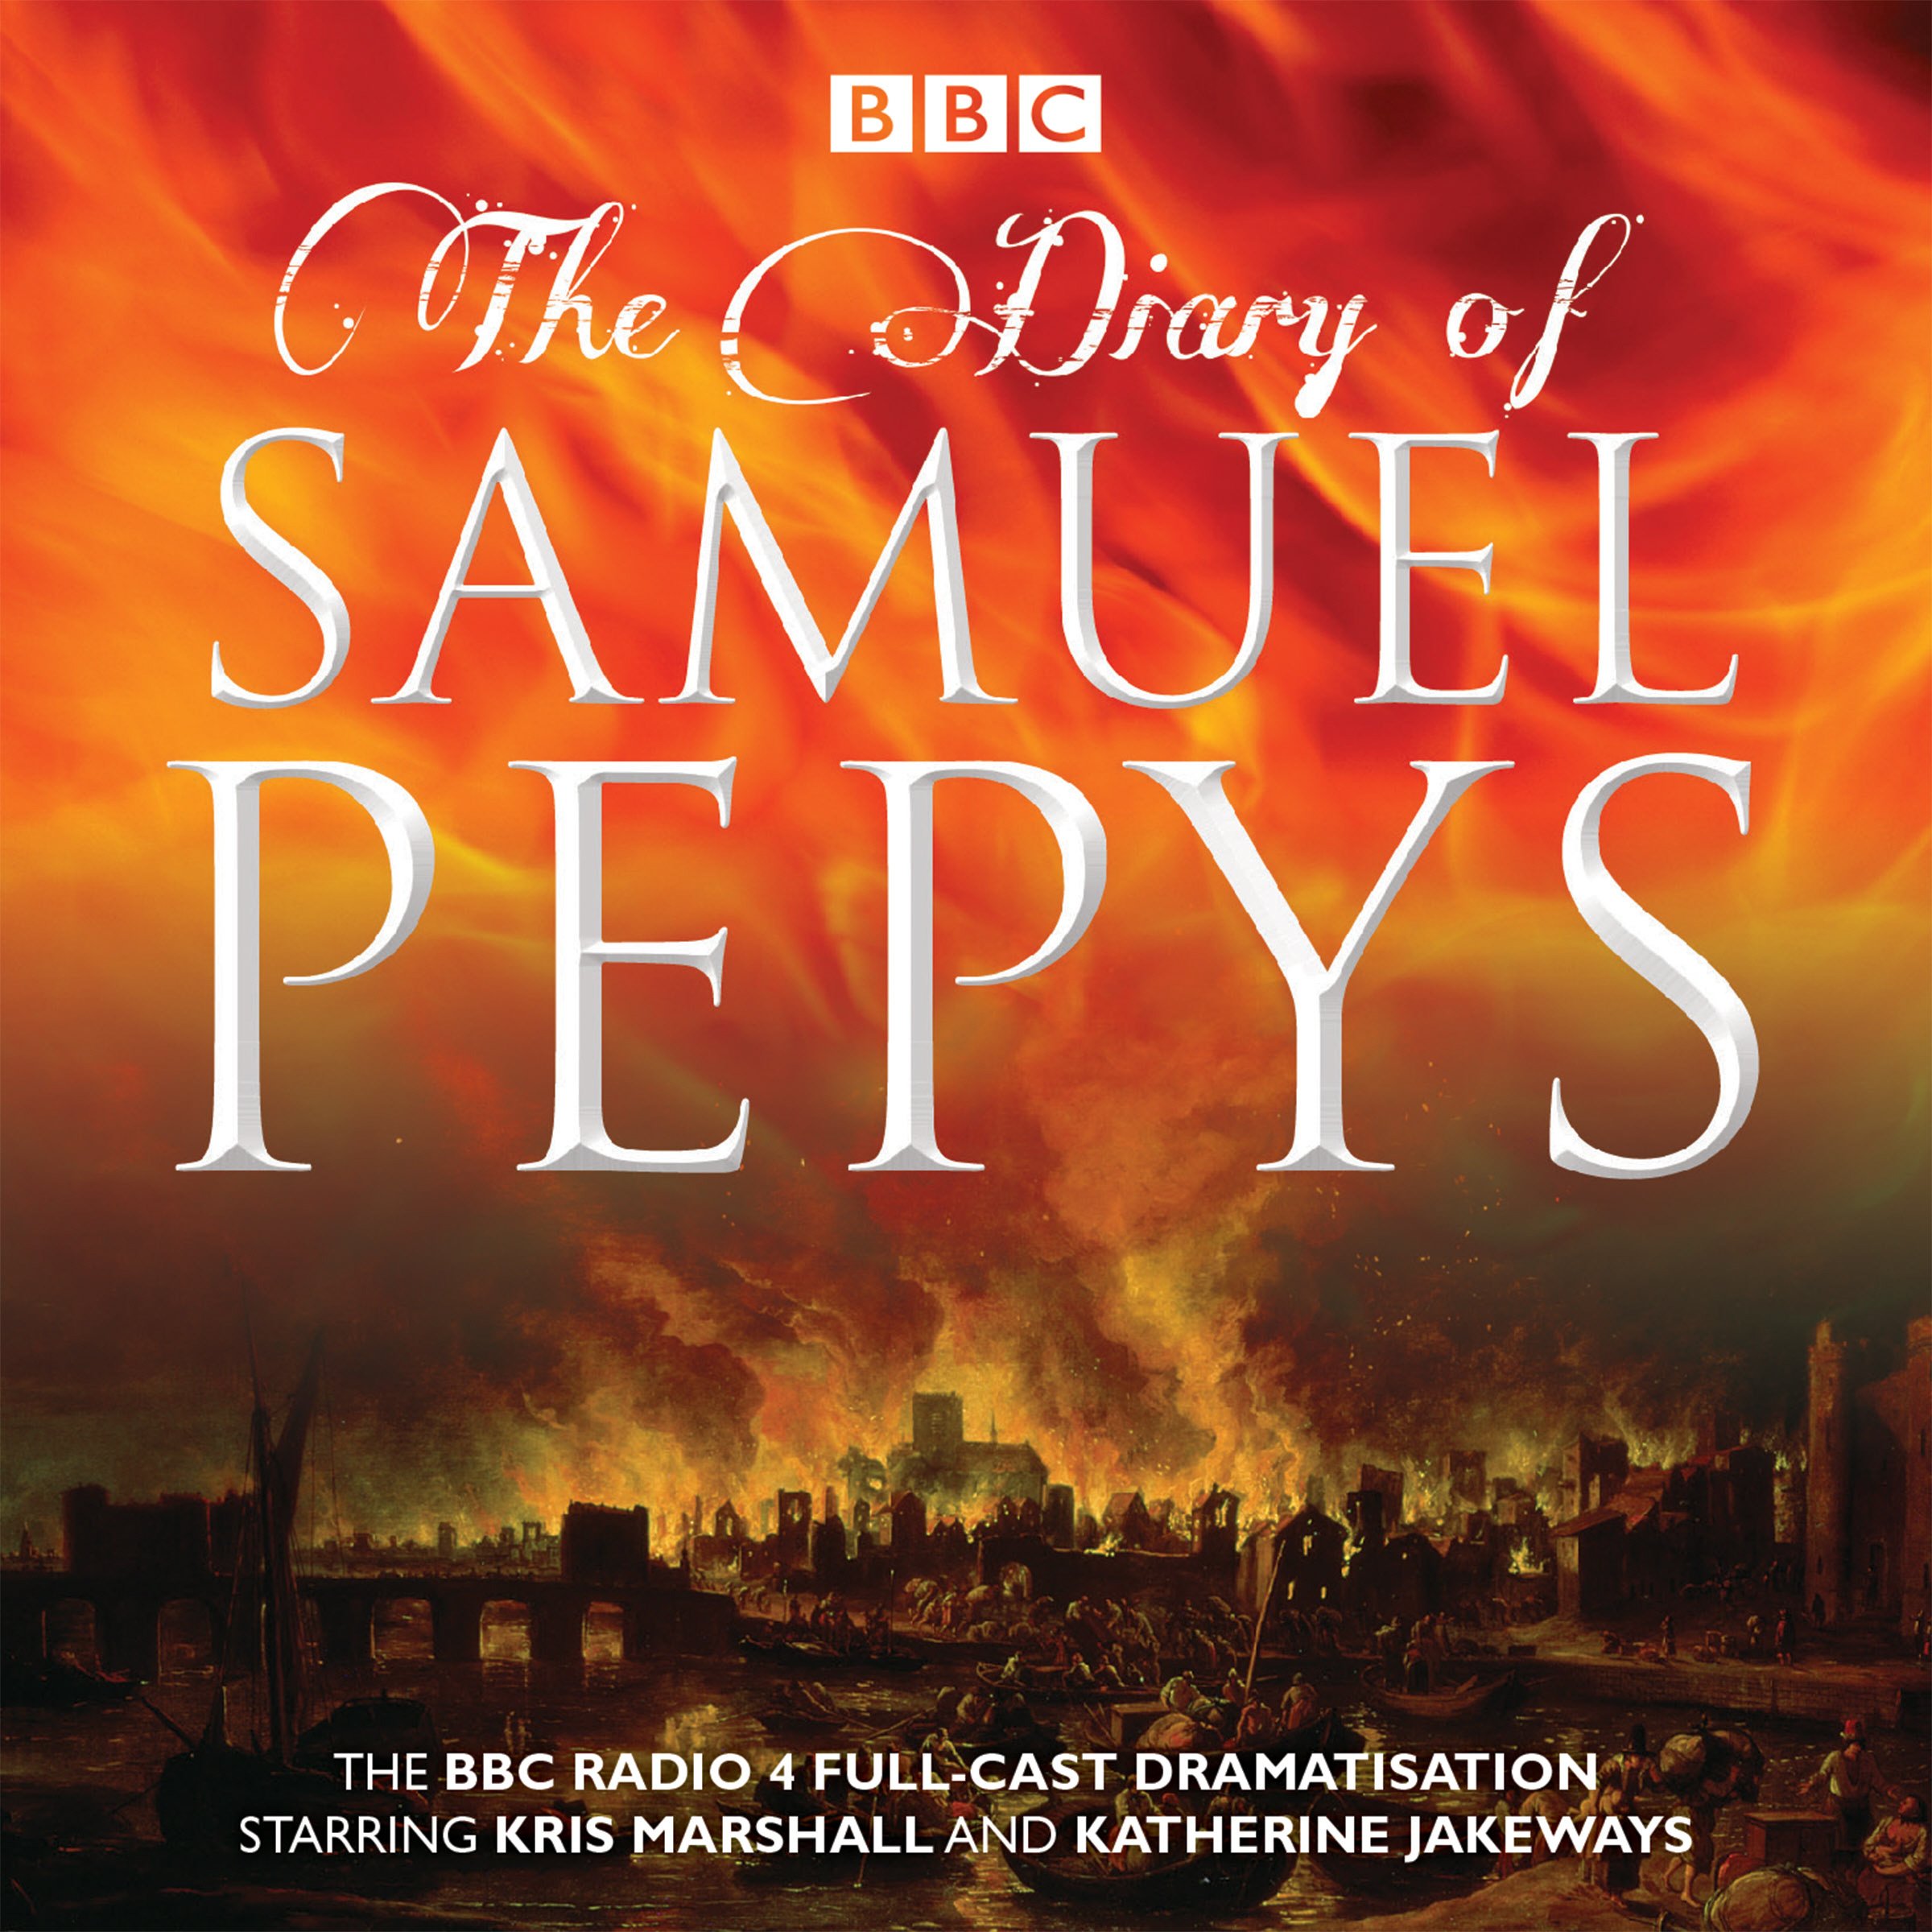 BBC
The Diary of
SAMUEL
PEPYS
THE BBC RADIO 4 FULL-CAST DRAMATISATION
STARRING KRIS MARSHALL AND KATHERINE JAKEWAYS